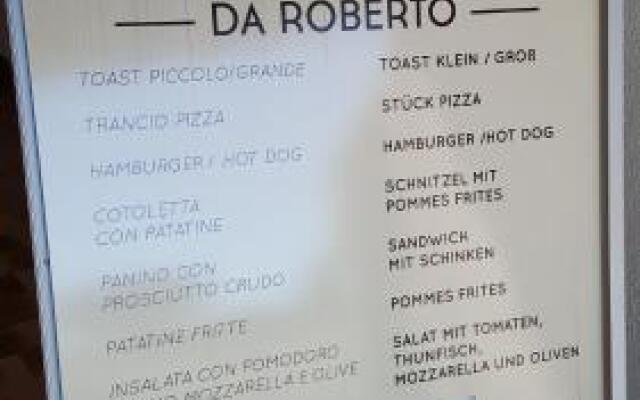 DA ROBERTO
TOAST PICCOLO/GRANDE
TRANCIO PIZZA
HAMBURGER / HOT DOG
COTOLETTA
CON PATATINE
PANINO CON
PROSCIUTTO CRUDO
PATATINE FRITTE
INSALATA CON POMODORO
MOZZARELLA E OLIVE
TOAST KLEIN / GROß
STÜCK PIZZA
HAMBURGER /HOT DOG
SCHNITZEL MIT
POMMES FRITES
SANDWICH
MIT SCHINKEN
POMMES FRITES
SALAT MIT TOMATEN,
THUNFISCH,
MOZZARELLA UND OLIVEN